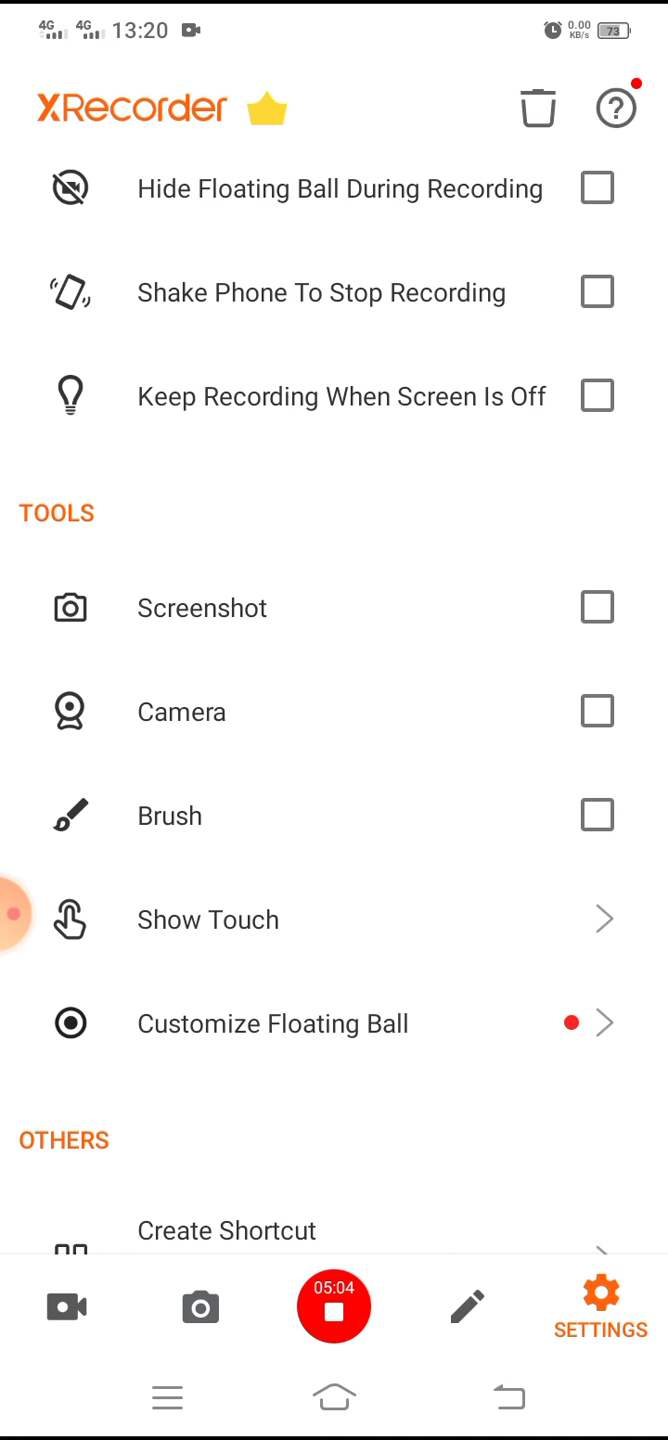 4G 4G 13:20 0.00 KB/s 73
XRecorder
Hide Floating Ball During Recording
Shake Phone To Stop Recording
Keep Recording When Screen Is Off
TOOLS
Screenshot
Camera
Brush
Show Touch
Customize Floating Ball
OTHERS
Create Shortcut
05:04
SETTINGS